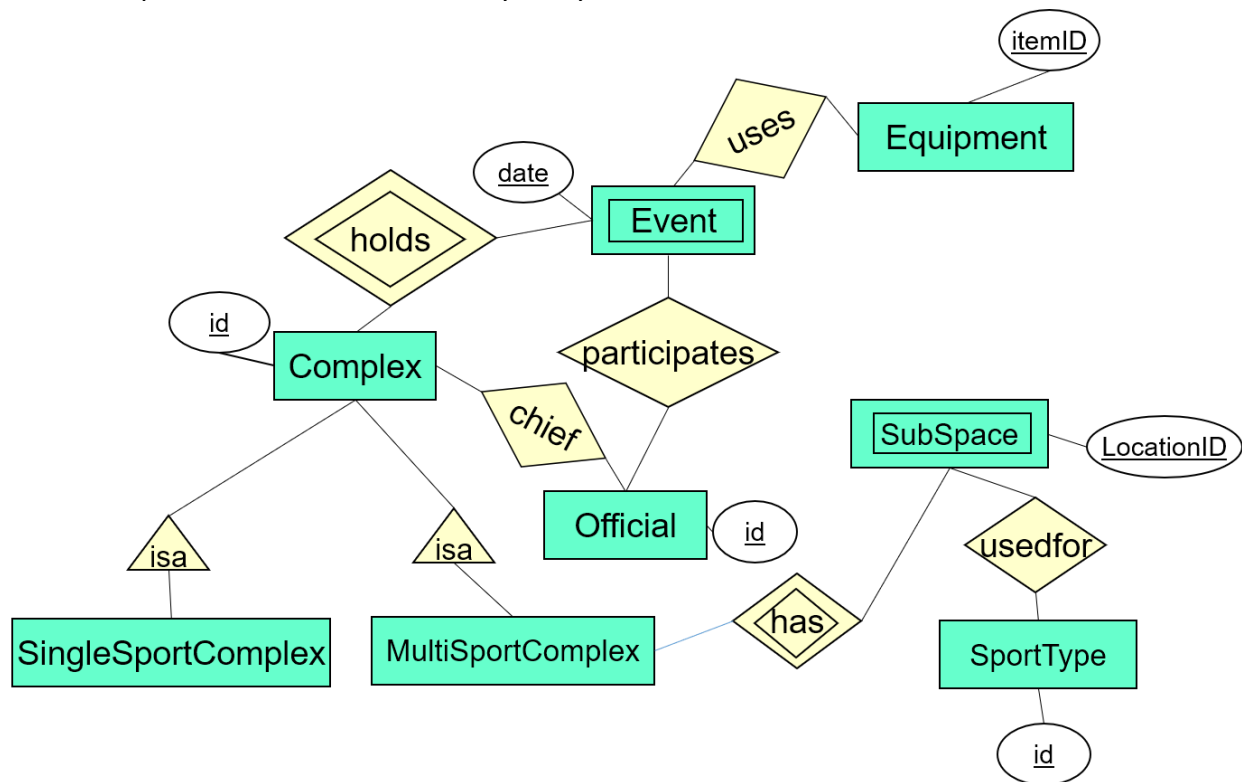 itemID
uses
Equipment
date
Event
holds
id
Complex
participates
chief
SubSpace
LocationID
Official
id
usedfor
isa
isa
has
SingleSportComplex
MultiSportComplex
SportType
id